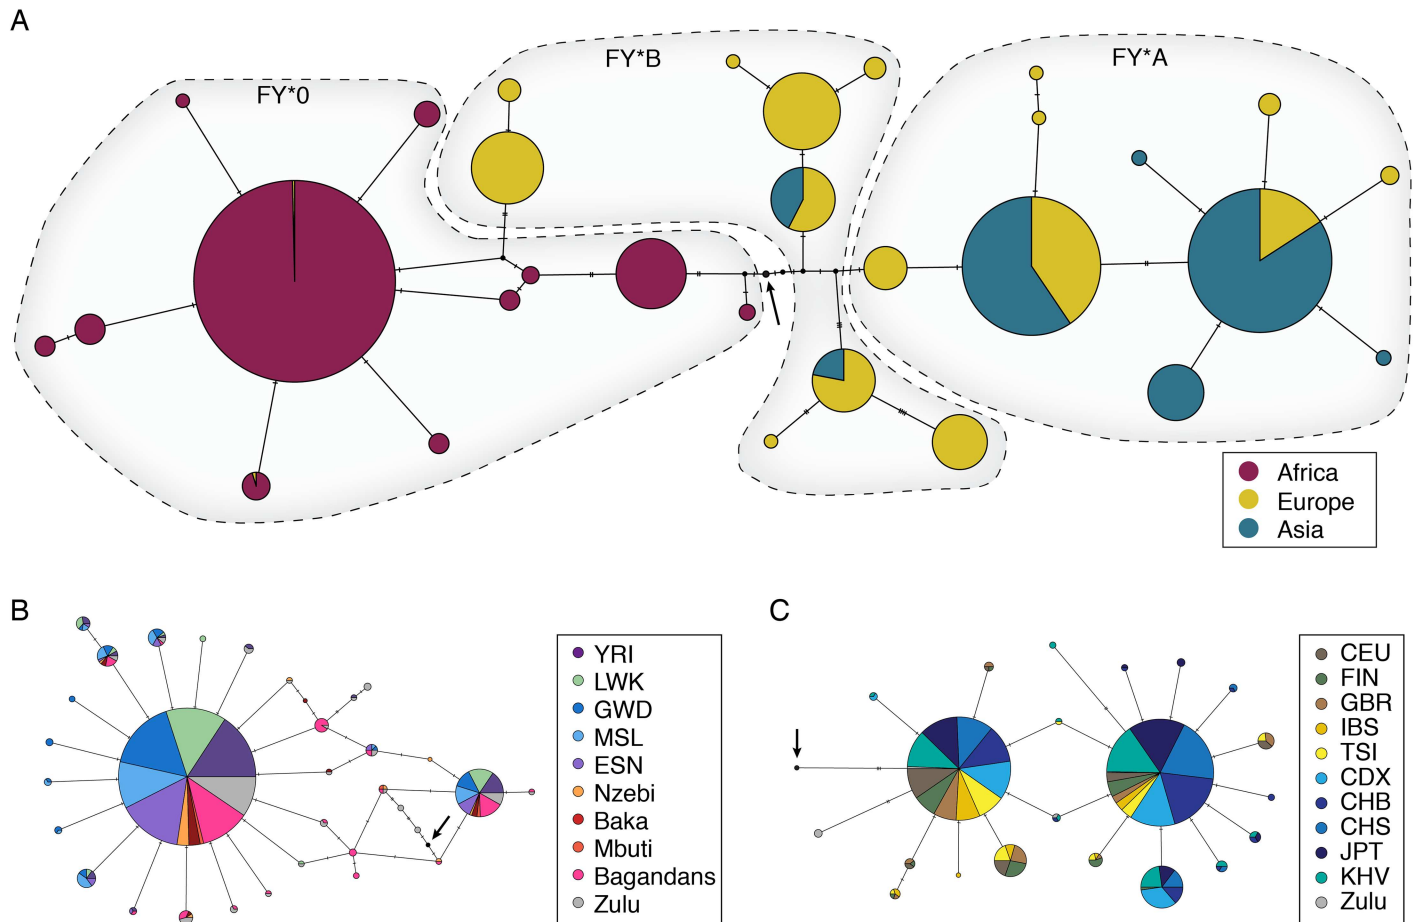 A
FY*0
FY*B
FY*A
Africa
Europe
Asia
B
YRI
LWK
GWD
MSL
ESN
Nzebi
Baka
Mbuti
Bagandans
Zulu
C
CEU
FIN
GBR
IBS
TSI
CDX
CHB
CHS
JPT
KHV
Zulu